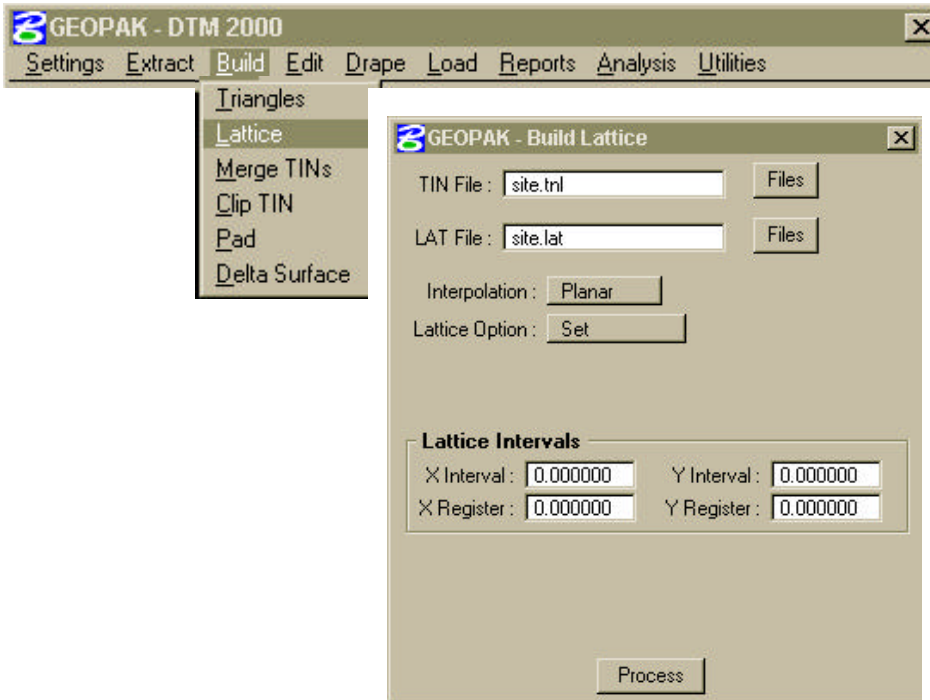 GEOPAK - DTM 2000
Settings Extract Build Edit Drape Load Reports Analysis Utilities
Triangles
Lattice
Merge TINs
Clip TIN
Pad
Delta Surface
GEOPAK - Build Lattice
TIN File : site.tnl Files
LAT File : site.lat Files
Interpolation : Planar
Lattice Option : Set
Lattice Intervals
X Interval : 0.000000 Y Interval : 0.000000
X Register : 0.000000 Y Register : 0.000000
Process